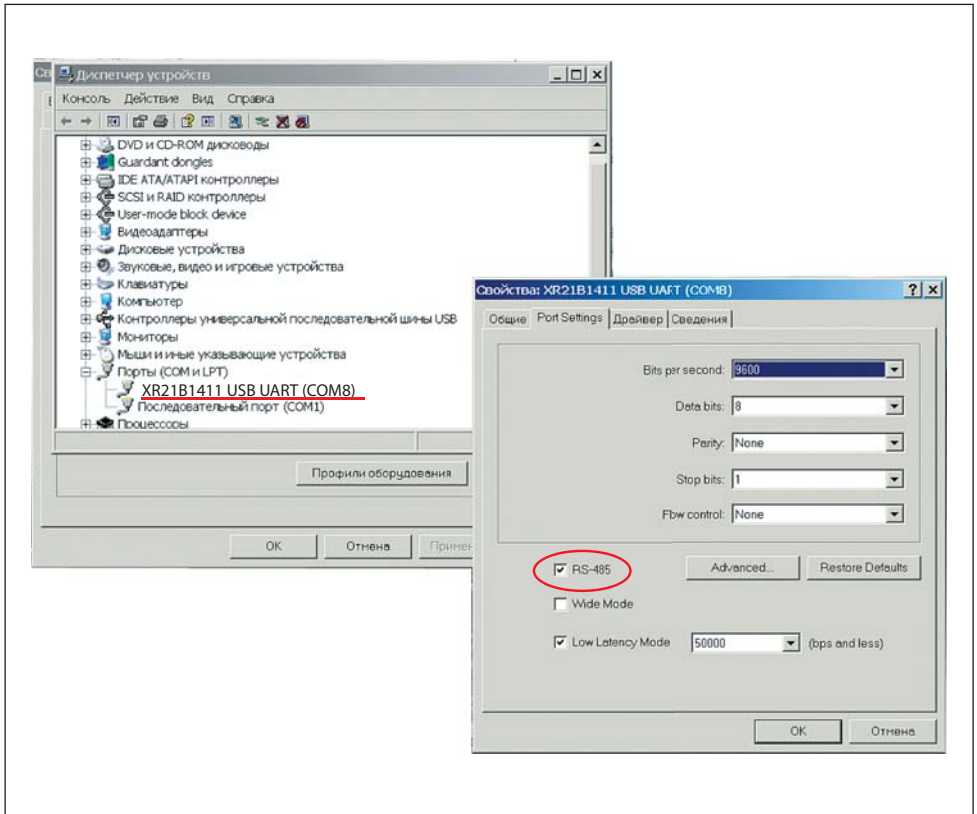 Св
Диспетчер устройств
Консоль Действие Вид Справка
DVD и CD-ROM дисководы
Guardant dongles
IDE ATA/ATAPI контроллеры
SCSI и RAID контроллеры
User-mode block device
Видеоадаптеры
Дисковые устройства
Звуковые, видео и игровые устройства
Клавиатуры
Компьютер
Контроллеры универсальной последовательной шины USB
Мониторы
Мыши и иные указывающие устройства
Порты (COM и LPT)
XR21B1411 USB UART (COM8)
Последовательный порт (COM1)
Процессоры
Профили оборудования
OK Отмена Примен
Свойства: XR21B1411 USB UART (COM8)
Общие Port Settings Драйвер Сведения
Bits per second: 9600
Data bits: 8
Parity: None
Stop bits: 1
Flow control: None
RS-485 Advanced... Restore Defaults
Wide Mode
Low Latency Mode 50000 (bps and less)
OK Отмена